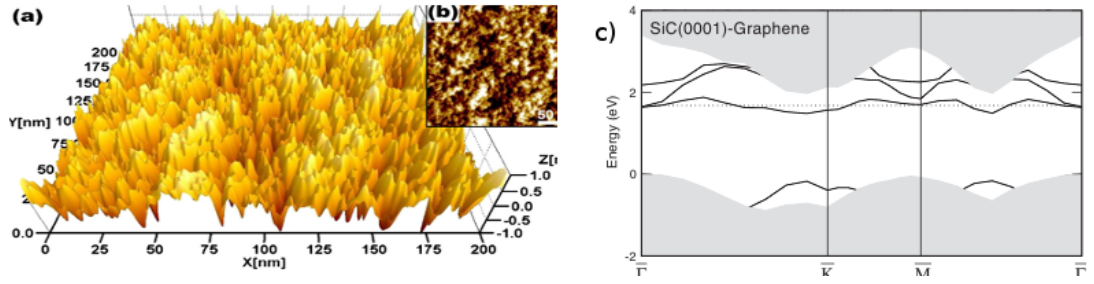 (a)
200
175
150
125
Y[nm] 100
75
50
0.0
0 25 50 75 100 125 150 175 200
X[nm]
1.0
0.5
0.0
-0.5
-1.0
(b)
50
c)
SiC(0001)-Graphene
4
2
0
-2
Energy (eV)
Γ K M Γ